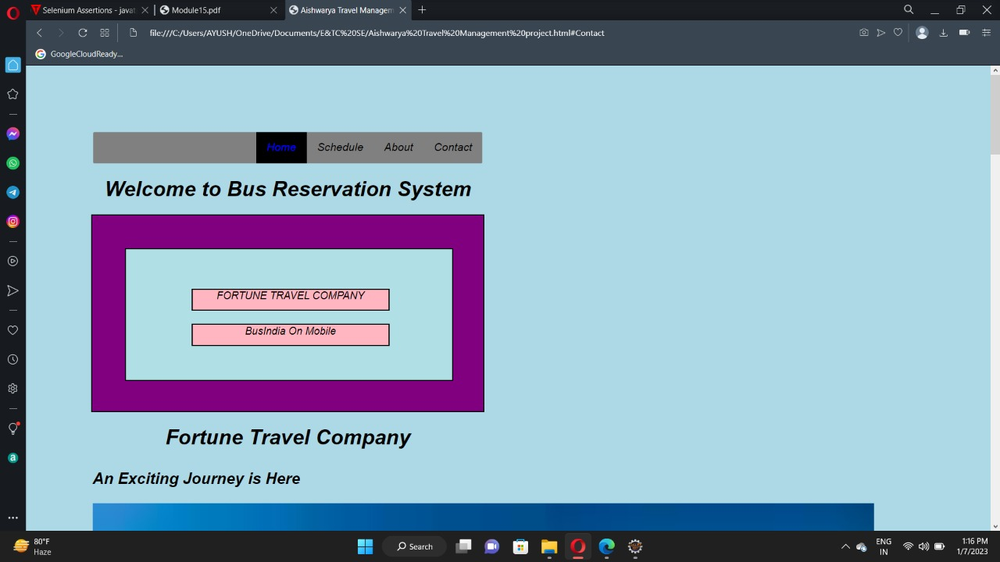 Selenium Assertions - javat
Module15.pdf
Aishwarya Travel Managem
file:///C:/Users/AYUSH/OneDrive/Documents/E&TC%20SE/Aishwarya%20Travel%20Management%20project.html#Contact
GoogleCloudReady...
Home Schedule About Contact
Welcome to Bus Reservation System
FORTUNE TRAVEL COMPANY
BusIndia On Mobile
Fortune Travel Company
An Exciting Journey is Here
80°F
Haze
Search
ENG
IN
1:16 PM
1/7/2023